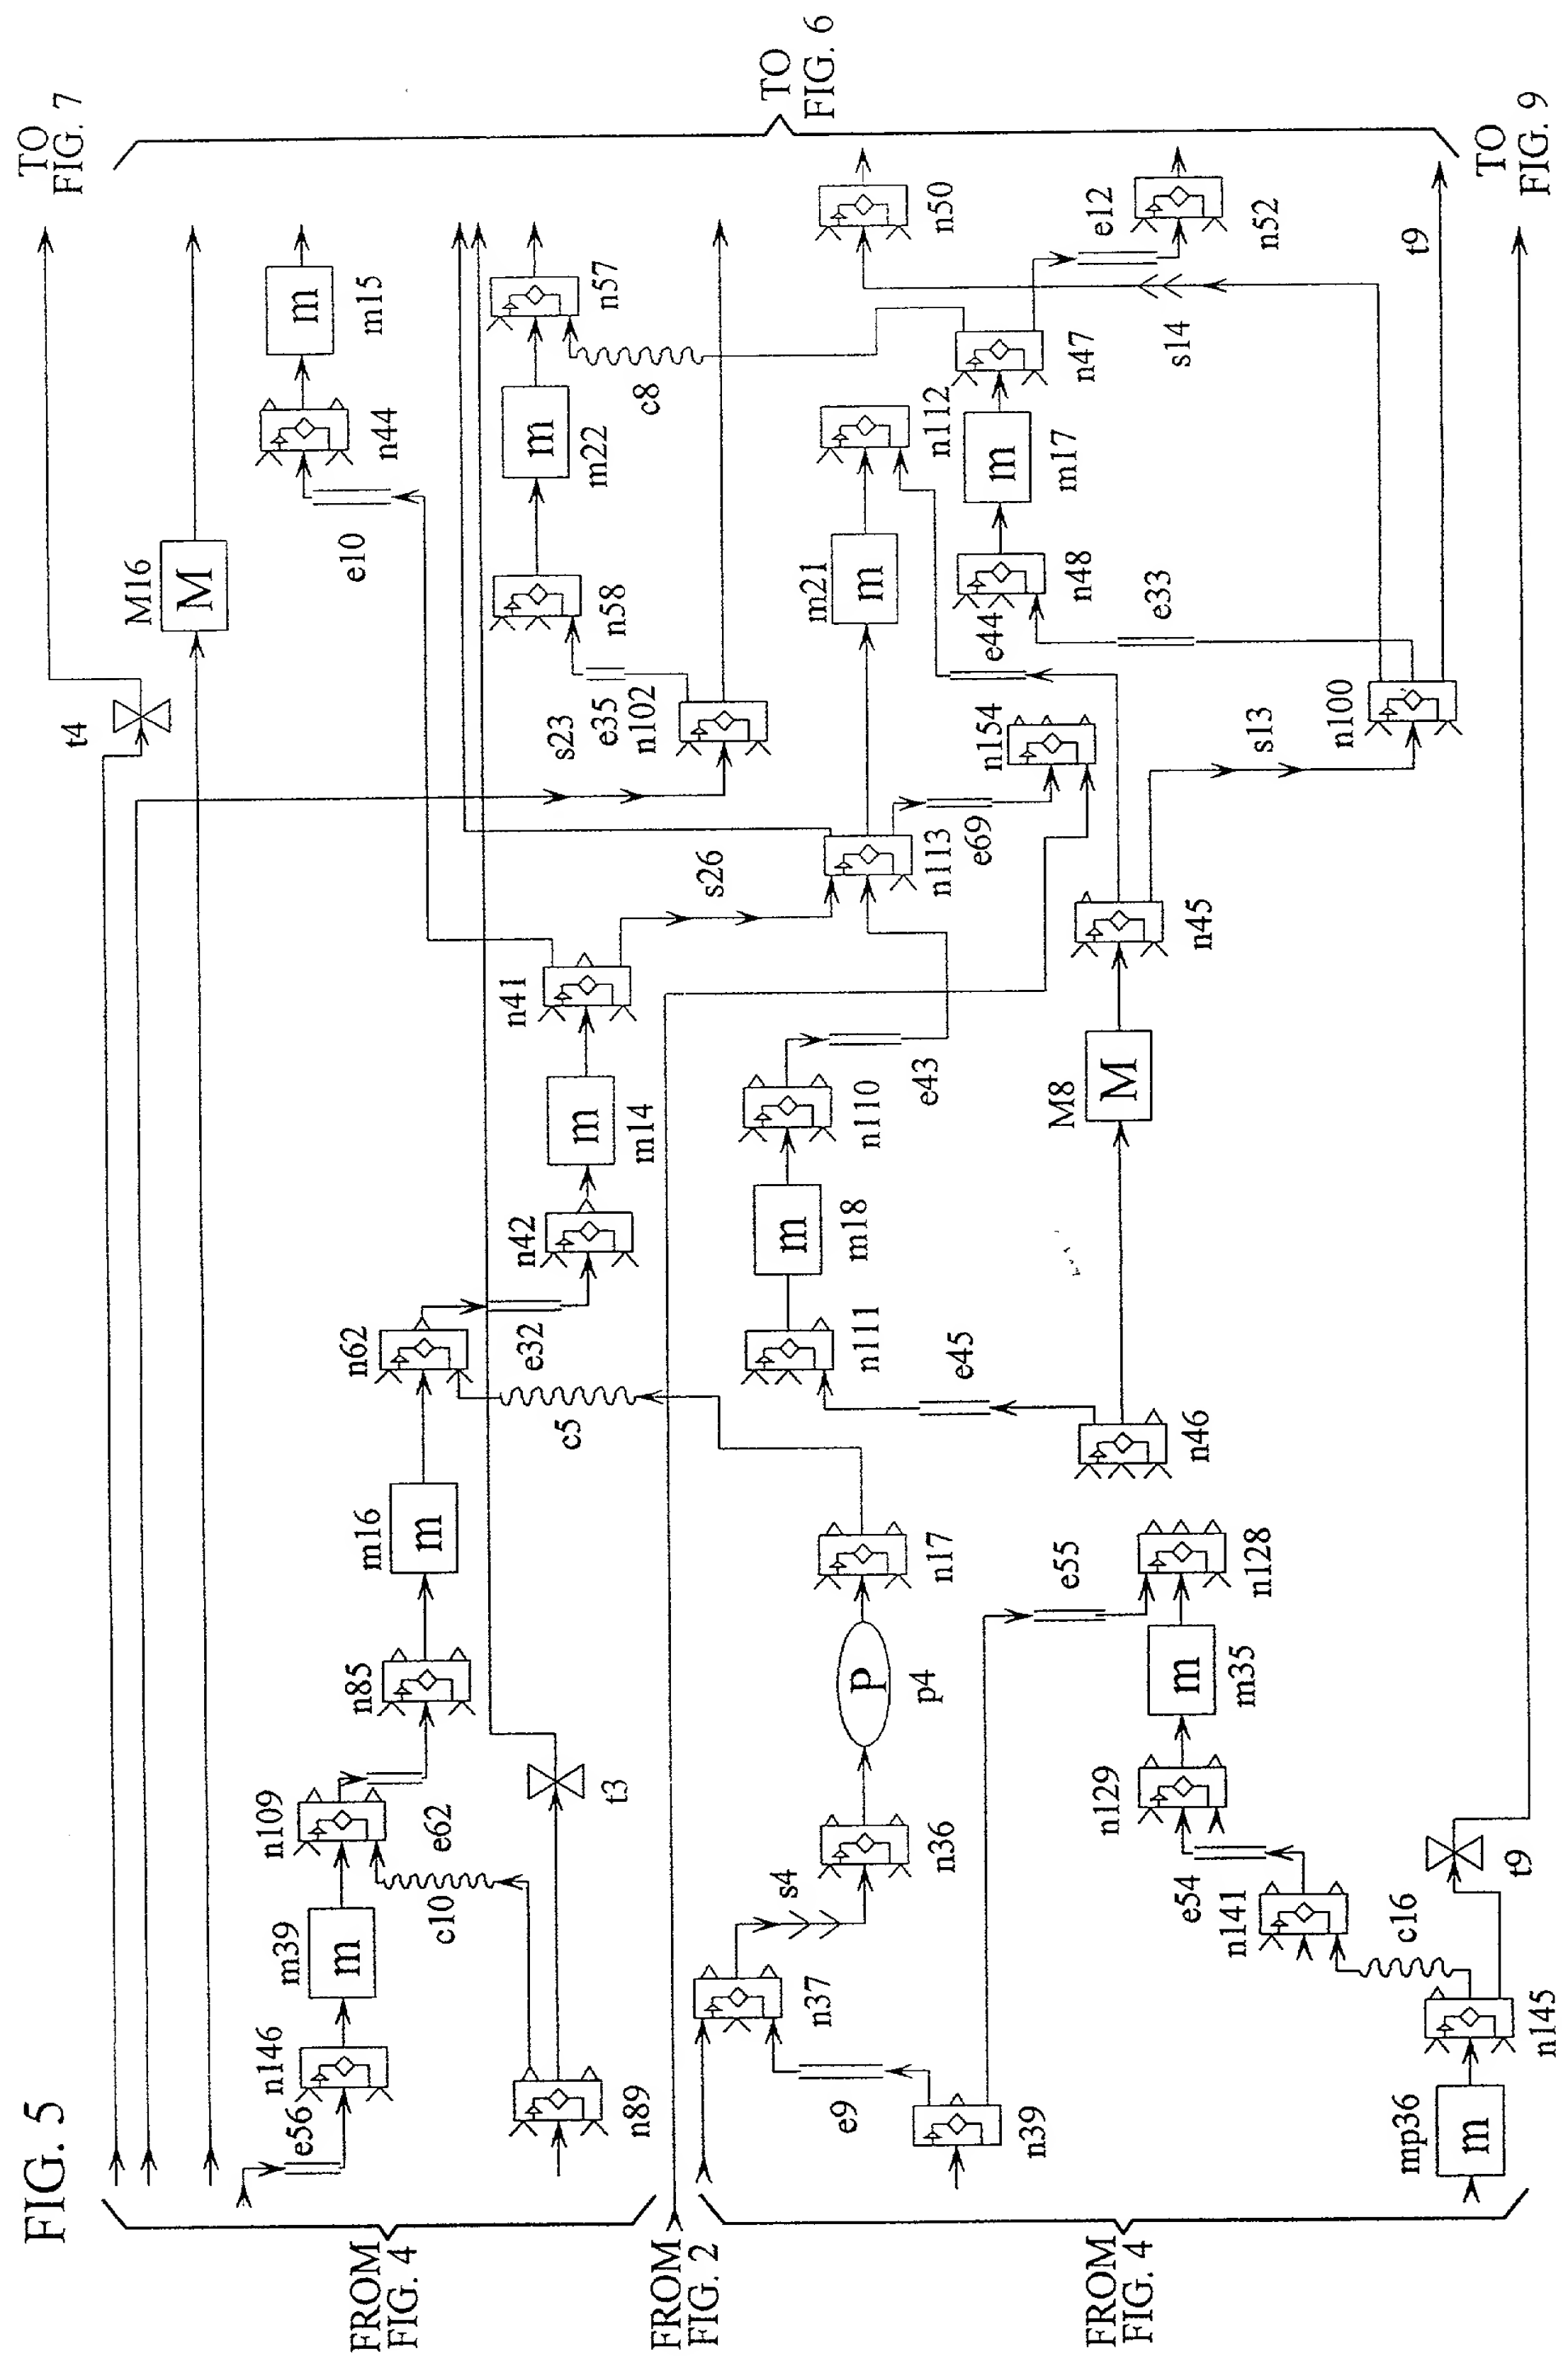 FIG. 5
TO
FIG. 7
TO
FIG. 6
TO
FIG. 9
FROM
FIG. 4
FROM
FIG. 2
FROM
FIG. 4
t4
M16
M
e10
n44
m
m15
e56
n146
m
m39
n109
c10
e62
n85
m
m16
n62
c5
e32
n42
m
m14
n41
s26
s23
e35
n102
n58
m
m22
n57
c8
n89
t3
n37
e9
s4
n36
P
p4
n17
n39
e55
n111
m
m18
n110
e43
e45
n46
M8
M
n45
n113
e69
n154
m21
m
e44
n112
n48
m
m17
n47
n50
e12
n52
s14
e33
s13
n100
t9
mp36
m
n145
c16
n141
e54
n129
m
m35
n128
t9